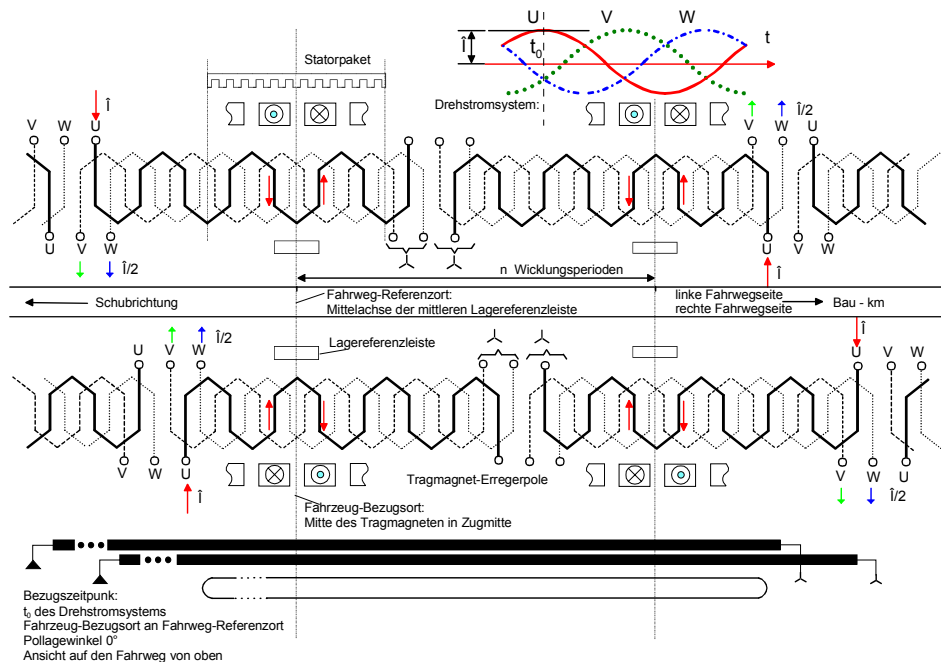 U V W
Î t₀ t
Statorpaket
Drehstromsystem:
Î
V W U
V W Î/2 U
U V W Î/2
U Î V W
n Wicklungsperioden
Schubrichtung
Fahrweg-Referenzort:
Mittelachse der mittleren Lagereferenzleiste
linke Fahrwegseite
rechte Fahrwegseite
Bau - km
Lagereferenzleiste
U V W Î/2
Î
U V W
V W U Î
V W Î/2 U
Tragmagnet-Erregerpole
Fahrzeug-Bezugsort:
Mitte des Tragmagneten in Zugmitte
Bezugszeitpunk:
t₀ des Drehstromsystems
Fahrzeug-Bezugsort an Fahrweg-Referenzort
Pollagewinkel 0°
Ansicht auf den Fahrweg von oben